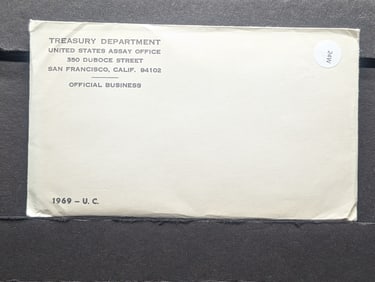 TREASURY DEPARTMENT
UNITED STATES ASSAY OFFICE
350 DUBOCE STREET
SAN FRANCISCO, CALIF. 94102
OFFICIAL BUSINESS
1969 – U. C.